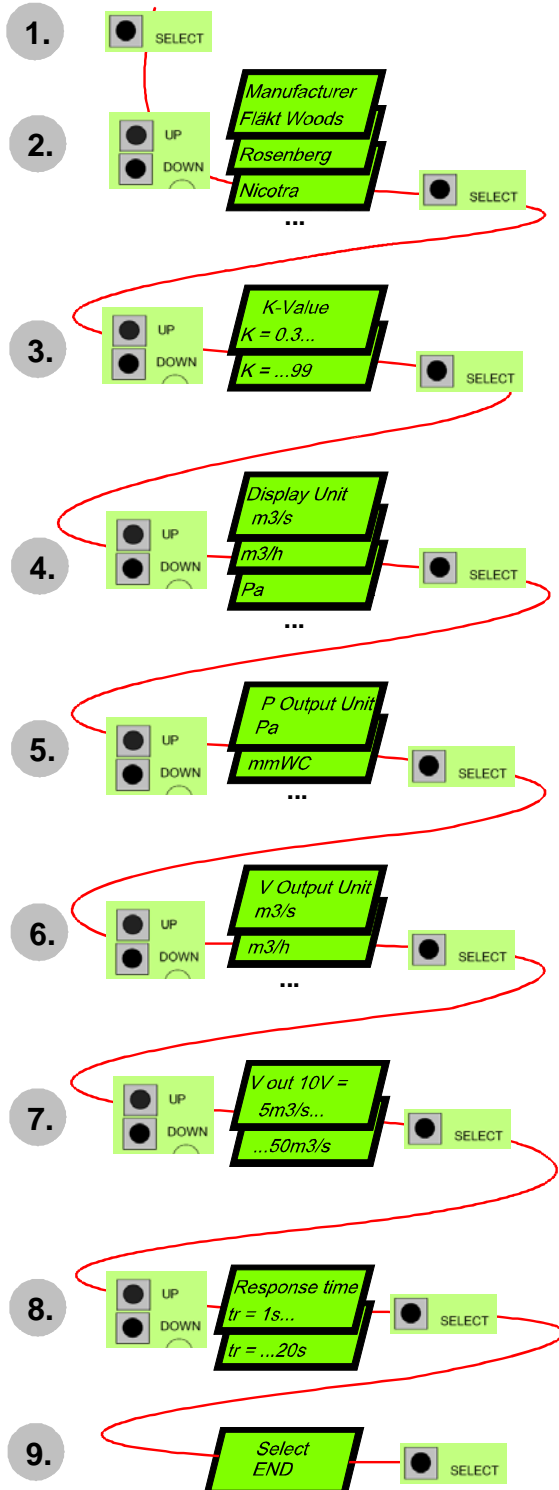 1.
SELECT
2.
UP
DOWN
Manufacturer
Fläkt Woods
Rosenberg
Nicotra
...
SELECT
3.
UP
DOWN
K-Value
K = 0.3...
K = ...99
SELECT
4.
UP
DOWN
Display Unit
m3/s
m3/h
Pa
...
SELECT
5.
UP
DOWN
P Output Unit
Pa
mmWC
...
SELECT
6.
UP
DOWN
V Output Unit
m3/s
m3/h
...
SELECT
7.
UP
DOWN
V out 10V =
5m3/s...
...50m3/s
SELECT
8.
UP
DOWN
Response time
tr = 1s...
tr = ...20s
SELECT
9.
Select
END
SELECT